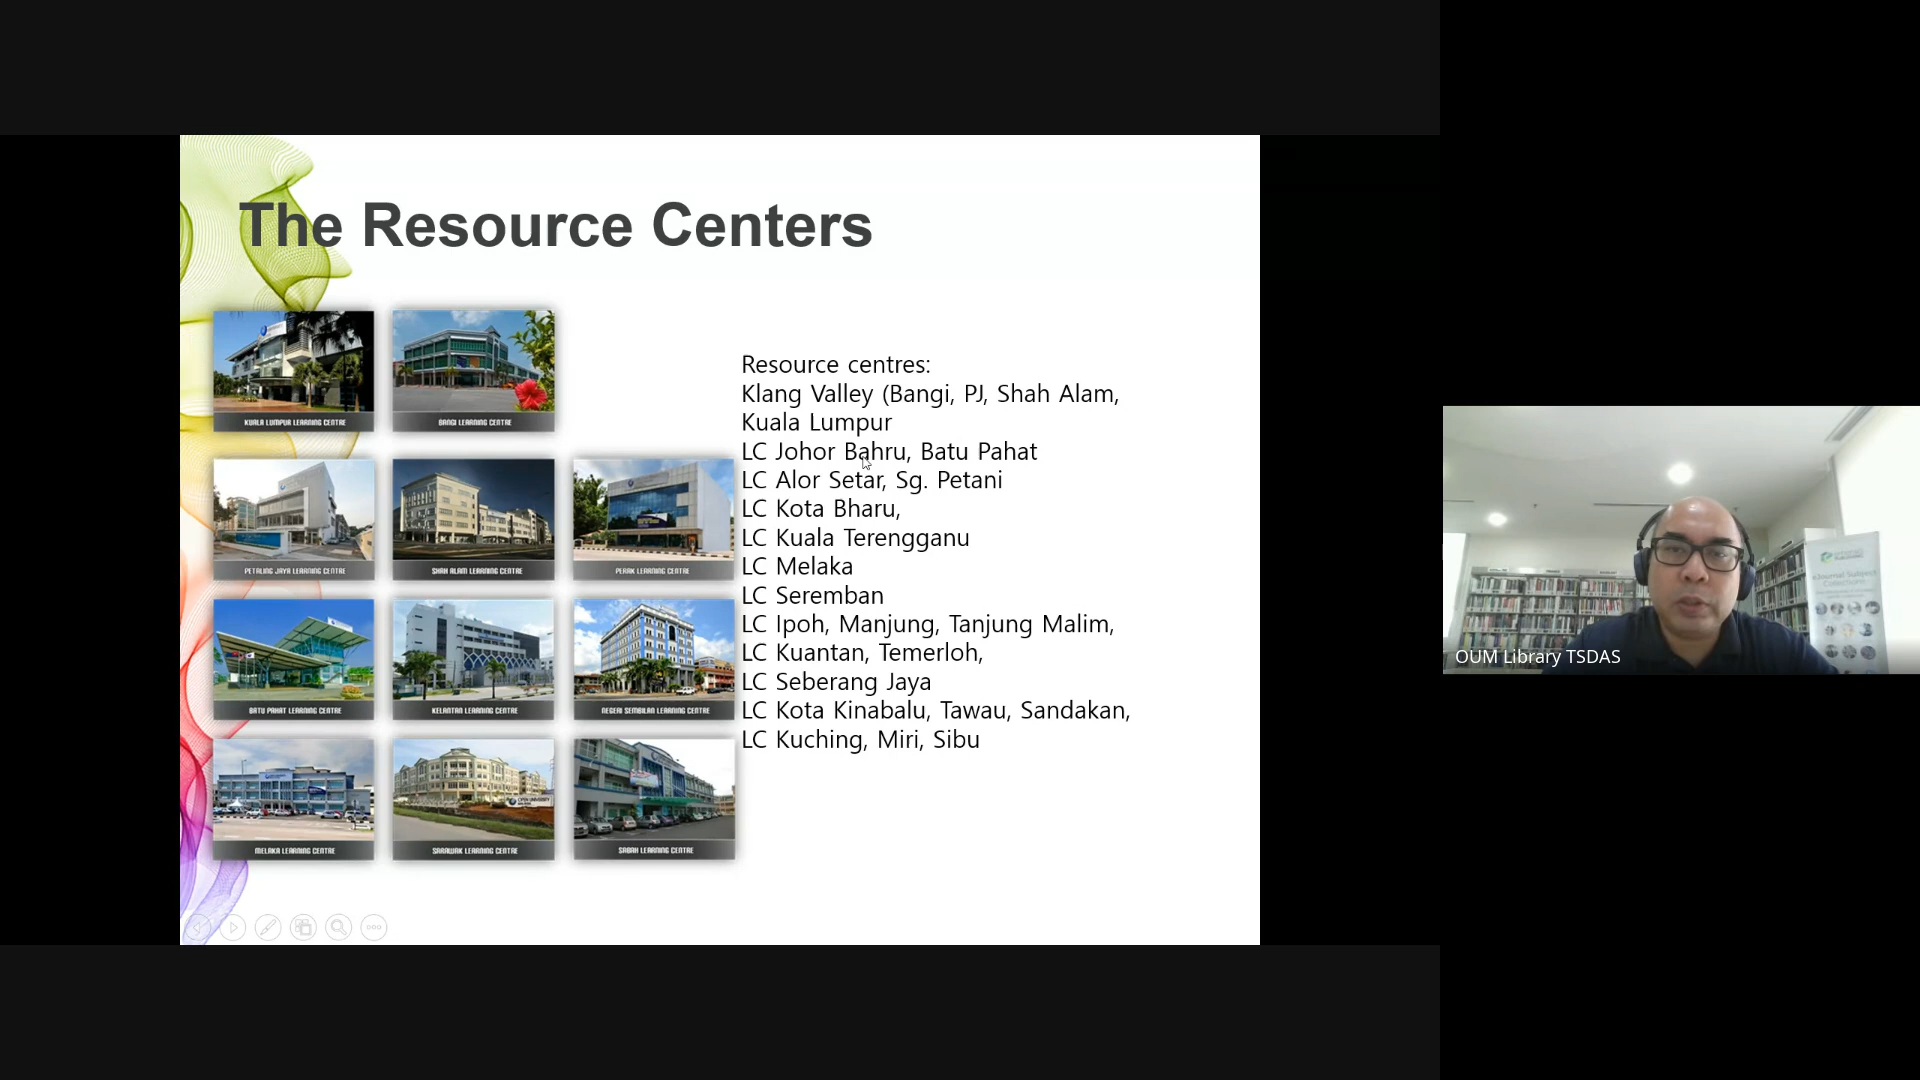 The Resource Centers
KUALA LUMPUR LEARNING CENTRE
BANGI LEARNING CENTRE
PETALING JAYA LEARNING CENTRE
SHAH ALAM LEARNING CENTRE
PERAK LEARNING CENTRE
BATU PAHAT LEARNING CENTRE
KELANTAN LEARNING CENTRE
NEGERI SEMBILAN LEARNING CENTRE
MELAKA LEARNING CENTRE
SARAWAK LEARNING CENTRE
SABAH LEARNING CENTRE
Resource centres:
Klang Valley (Bangi, PJ, Shah Alam,
Kuala Lumpur
LC Johor Bahru, Batu Pahat
LC Alor Setar, Sg. Petani
LC Kota Bharu,
LC Kuala Terengganu
LC Melaka
LC Seremban
LC Ipoh, Manjung, Tanjung Malim,
LC Kuantan, Temerloh,
LC Seberang Jaya
LC Kota Kinabalu, Tawau, Sandakan,
LC Kuching, Miri, Sibu
eJournal Subject
Collections
OUM Library TSDAS